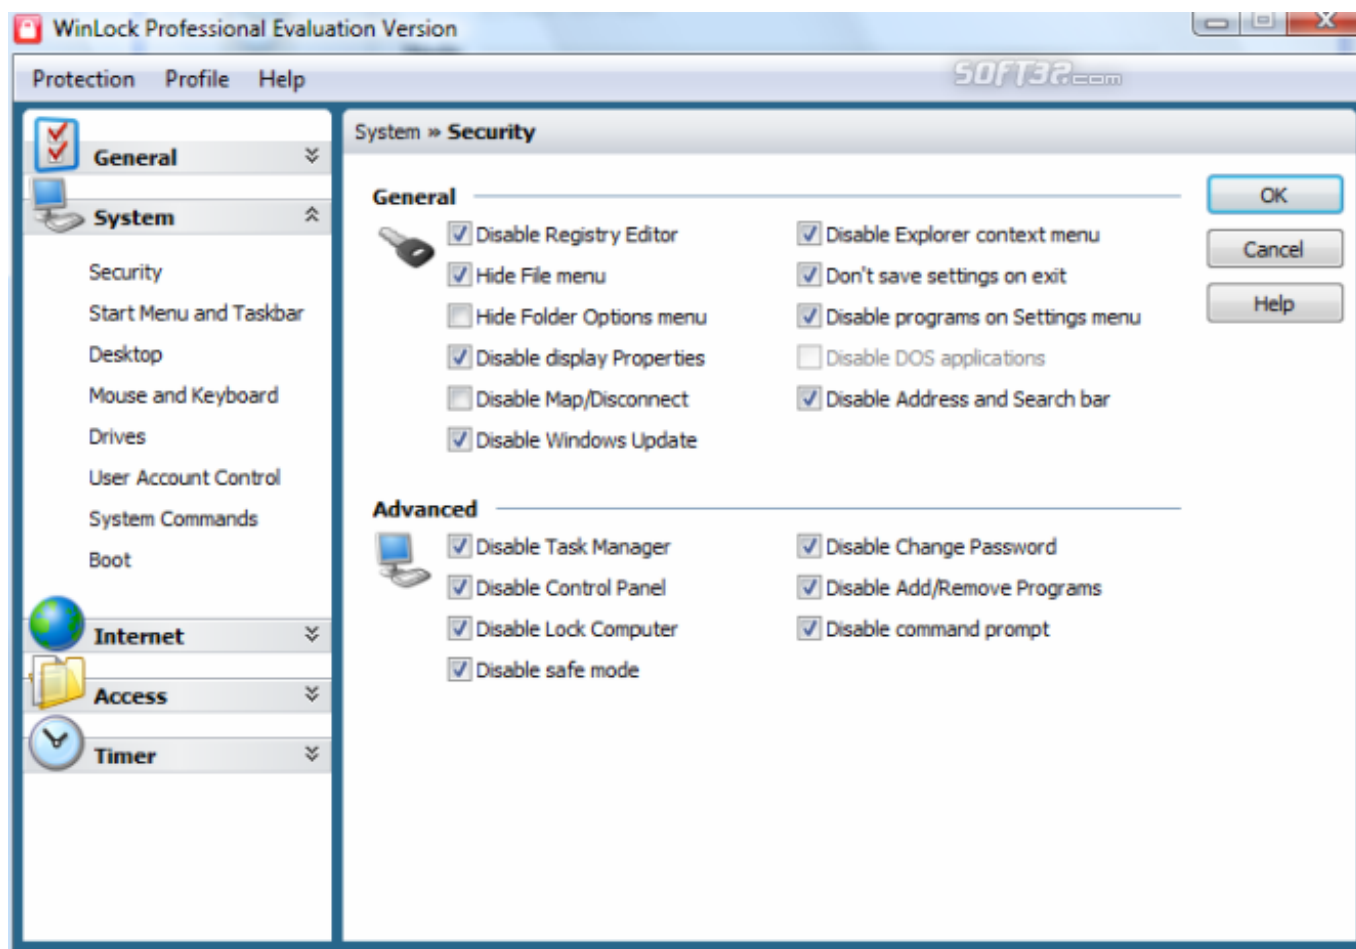 WinLock Professional Evaluation Version
Protection Profile Help
SOFT32.com
General
System
Security
Start Menu and Taskbar
Desktop
Mouse and Keyboard
Drives
User Account Control
System Commands
Boot
Internet
Access
Timer
System » Security
General
Disable Registry Editor
Hide File menu
Hide Folder Options menu
Disable display Properties
Disable Map/Disconnect
Disable Windows Update
Disable Explorer context menu
Don't save settings on exit
Disable programs on Settings menu
Disable DOS applications
Disable Address and Search bar
Advanced
Disable Task Manager
Disable Control Panel
Disable Lock Computer
Disable safe mode
Disable Change Password
Disable Add/Remove Programs
Disable command prompt
OK
Cancel
Help